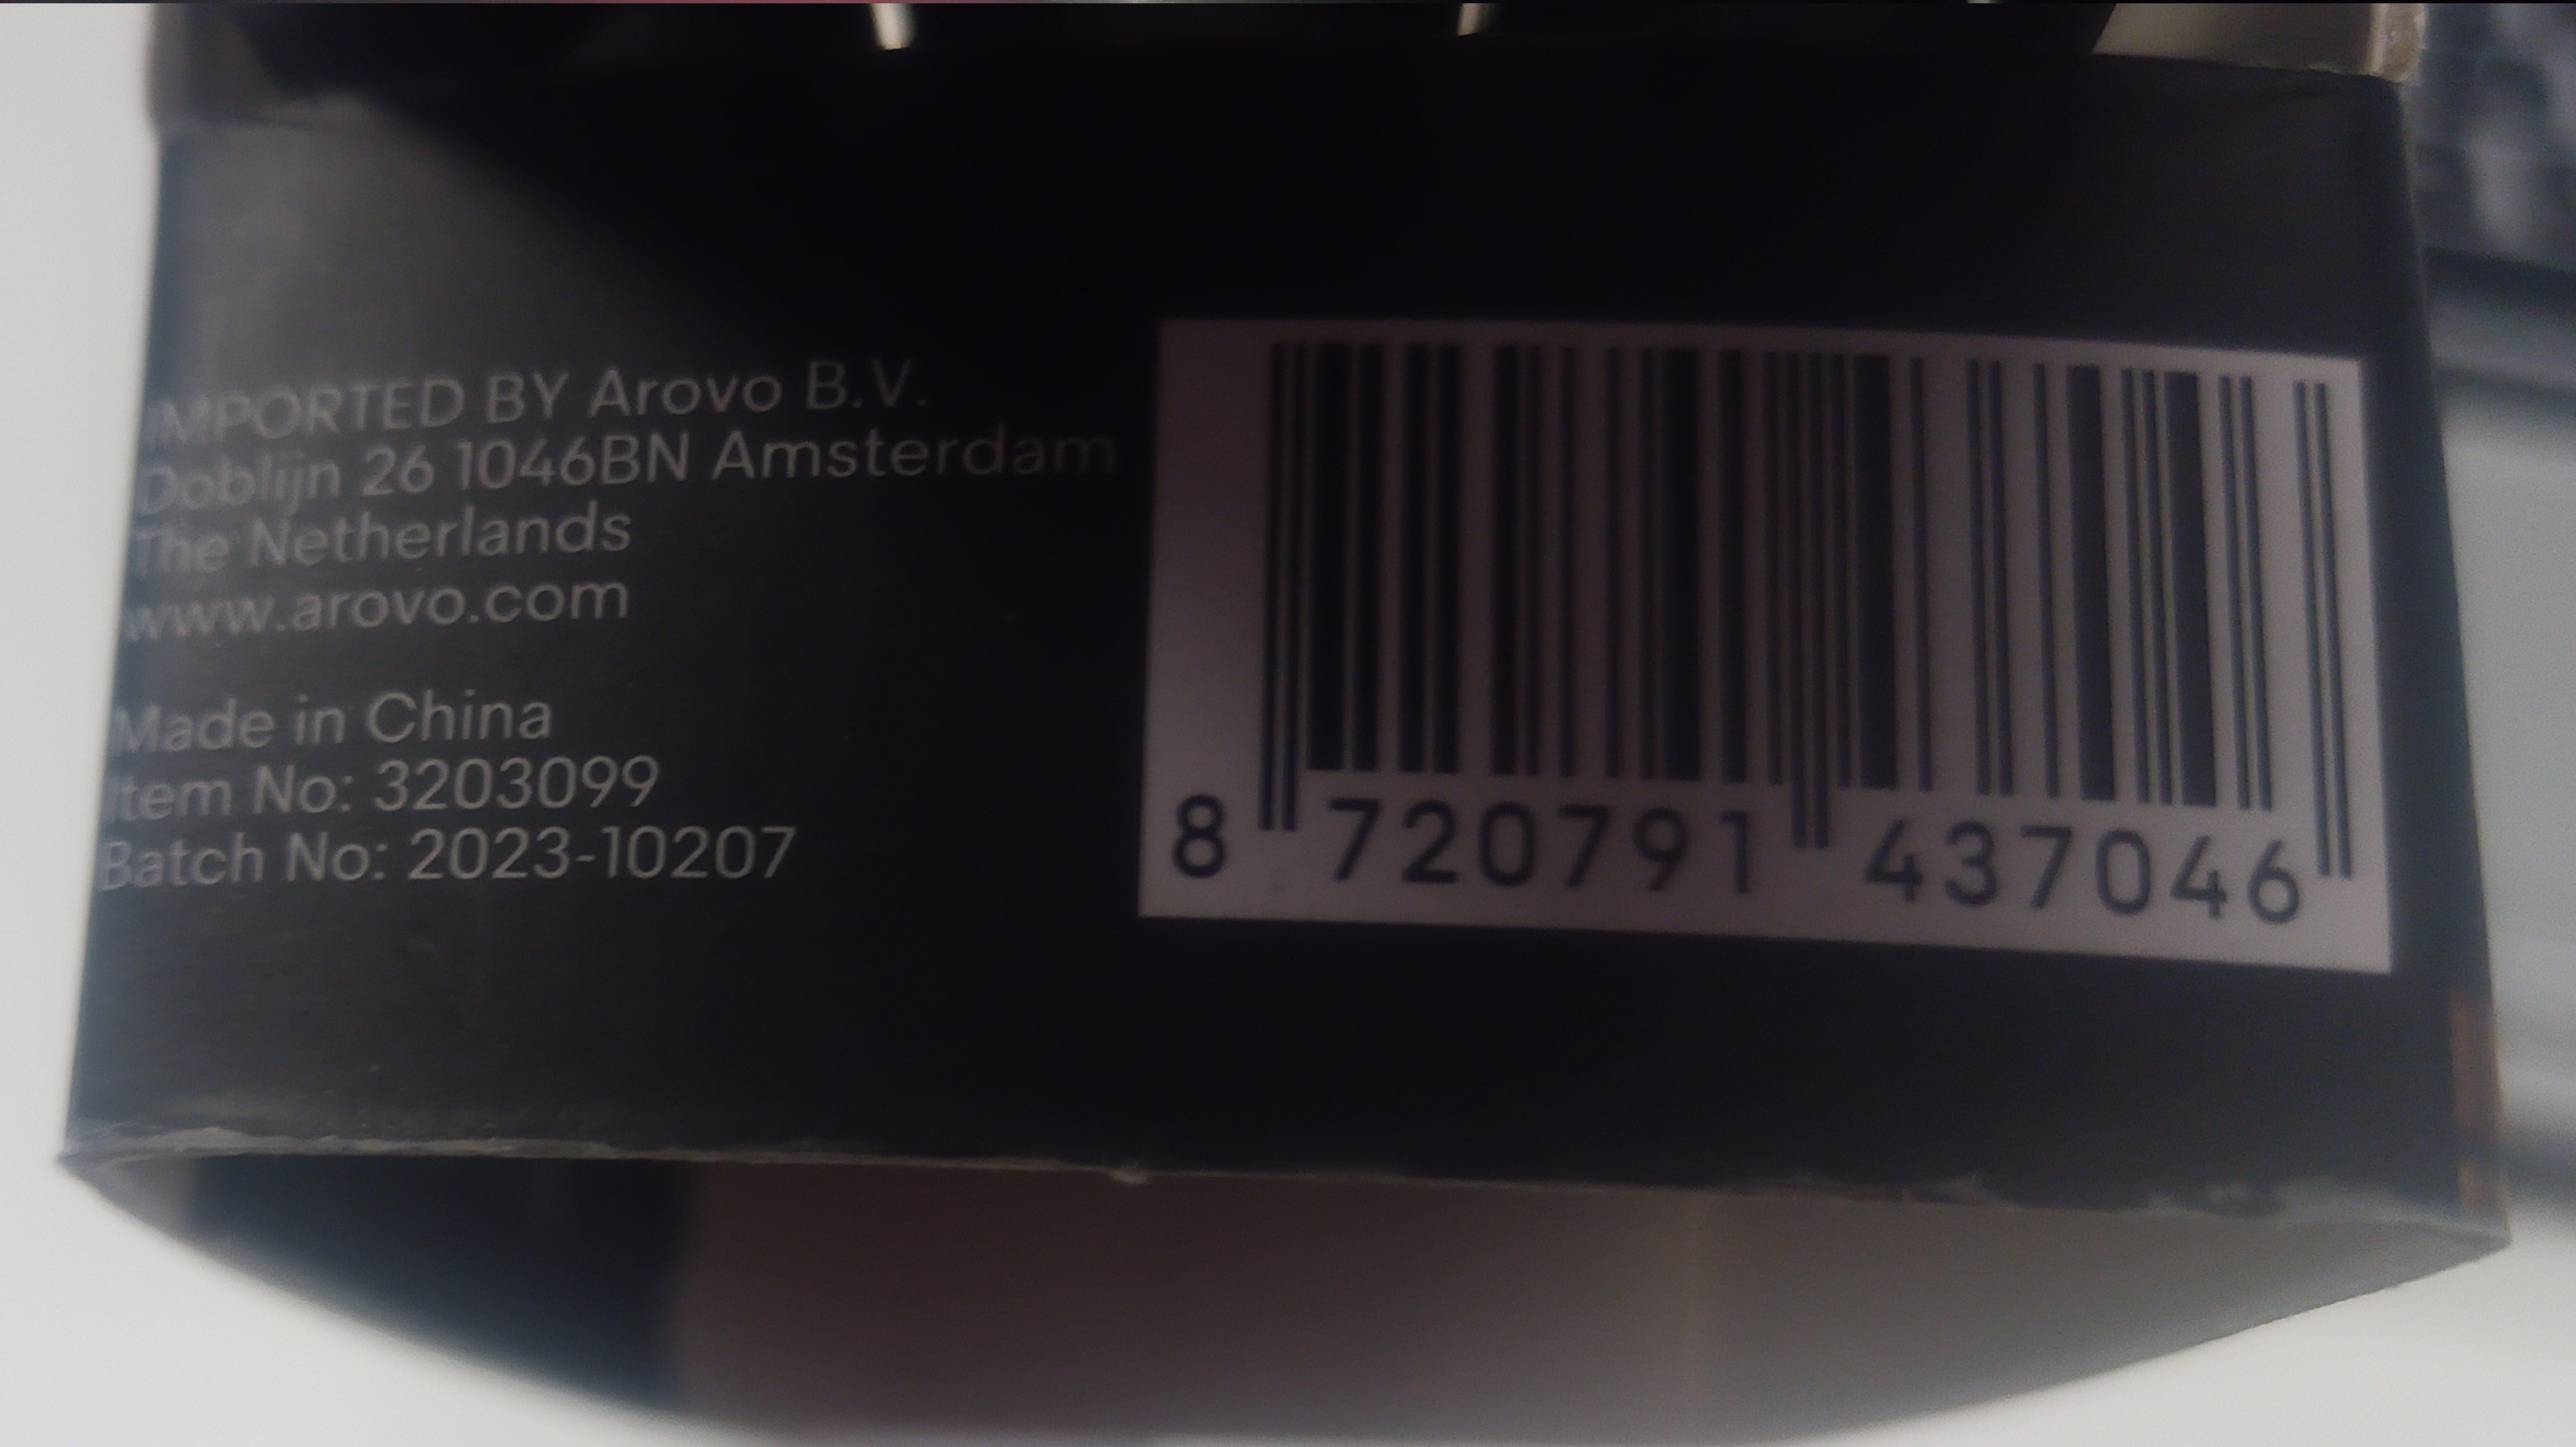 IMPORTED BY Arovo B.V.
Doblijn 26 1046BN Amsterdam
The Netherlands
www.arovo.com
Made in China
Item No: 3203099
Batch No: 2023-10207
8 720791 437046